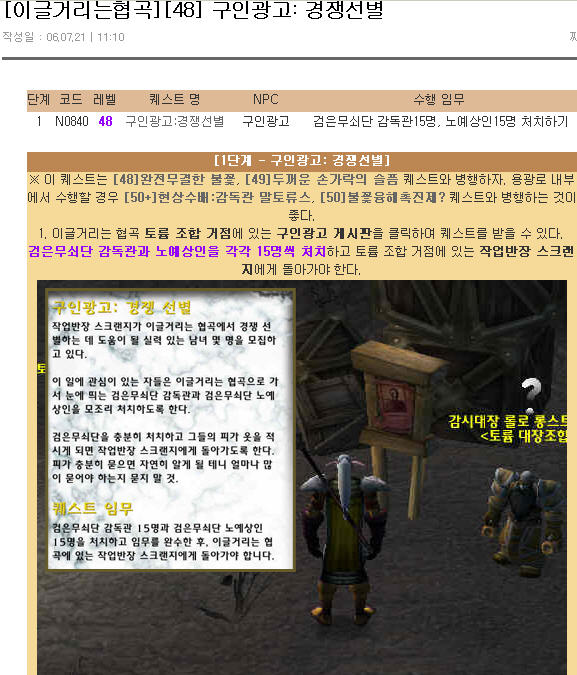 [이글거리는협곡][48] 구인광고: 경쟁선별
작성일 : 06,07,21 | 11:10
단계 코드 레벨 퀘스트 명 NPC 수행 임무
1 N0840 48 구인광고:경쟁선별 구인광고 검은무쇠단 감독관15명, 노예상인15명 처치하기
[1단계 - 구인광고: 경쟁선별]
※ 이 퀘스트는 [48]완전무결한 불꽃, [49]두꺼운 손가락의 슬픔 퀘스트와 병행하자. 용광로 내부
에서 수행할 경우 [50+]현상수배:감독관 말토류스, [50]불꽃융해촉진제? 퀘스트와 병행하는 것이
좋다.
1. 이글거리는 협곡 토륨 조합 거점에 있는 구인광고 게시판을 클릭하여 퀘스트를 받을 수 있다.
검은무쇠단 감독관과 노예상인을 각각 15명씩 처치하고 토륨 조합 거점에 있는 작업반장 스크랜
지에게 돌아가야 한다.
구인광고: 경쟁 선별
작업반장 스크랜지가 이글거리는 협곡에서 경쟁 선
별하는 데 도움이 될 실력 있는 남녀 몇 명을 모집하
고 있다.
이 일에 관심이 있는 자들은 이글거리는 협곡으로 가
서 눈에 띄는 검은무쇠단 감독관과 검은무쇠단 노예
상인을 모조리 처치하도록 한다.
검은무쇠단을 충분히 처치하고 그들의 피가 옷을 적
시게 되면 작업반장 스크랜지에게 돌아가도록 한다.
피가 충분히 묻으면 자연히 알게 될 테니 얼마나 많
이 묻어야 하는지 묻지 말 것.
퀘스트 임무
검은무쇠단 감독관 15명과 검은무쇠단 노예상인
15명을 처치하고 임무를 완수한 후, 이글거리는 협
곡에 있는 작업반장 스크랜지에게 돌아가야 합니다.
토
감시대장 롤로 롱스트
<토륨 대장조합